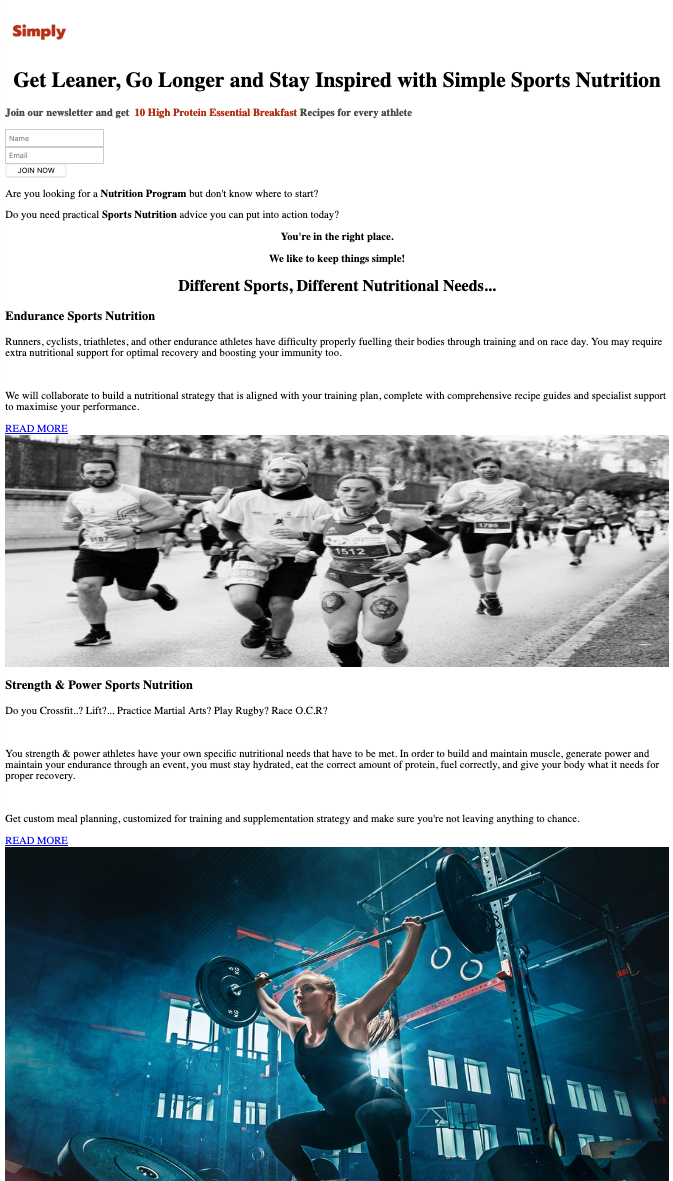 Simply
Get Leaner, Go Longer and Stay Inspired with Simple Sports Nutrition
Join our newsletter and get 10 High Protein Essential Breakfast Recipes for every athlete
Name
Email
JOIN NOW
Are you looking for a Nutrition Program but don't know where to start?
Do you need practical Sports Nutrition advice you can put into action today?
You're in the right place.
We like to keep things simple!
Different Sports, Different Nutritional Needs...
Endurance Sports Nutrition
Runners, cyclists, triathletes, and other endurance athletes have difficulty properly fuelling their bodies through training and on race day. You may require
extra nutritional support for optimal recovery and boosting your immunity too.
We will collaborate to build a nutritional strategy that is aligned with your training plan, complete with comprehensive recipe guides and specialist support
to maximise your performance.
READ MORE
1512
1795
Strength & Power Sports Nutrition
Do you Crossfit..? Lift?... Practice Martial Arts? Play Rugby? Race O.C.R?
You strength & power athletes have your own specific nutritional needs that have to be met. In order to build and maintain muscle, generate power and
maintain your endurance through an event, you must stay hydrated, eat the correct amount of protein, fuel correctly, and give your body what it needs for
proper recovery.
Get custom meal planning, customized for training and supplementation strategy and make sure you're not leaving anything to chance.
READ MORE